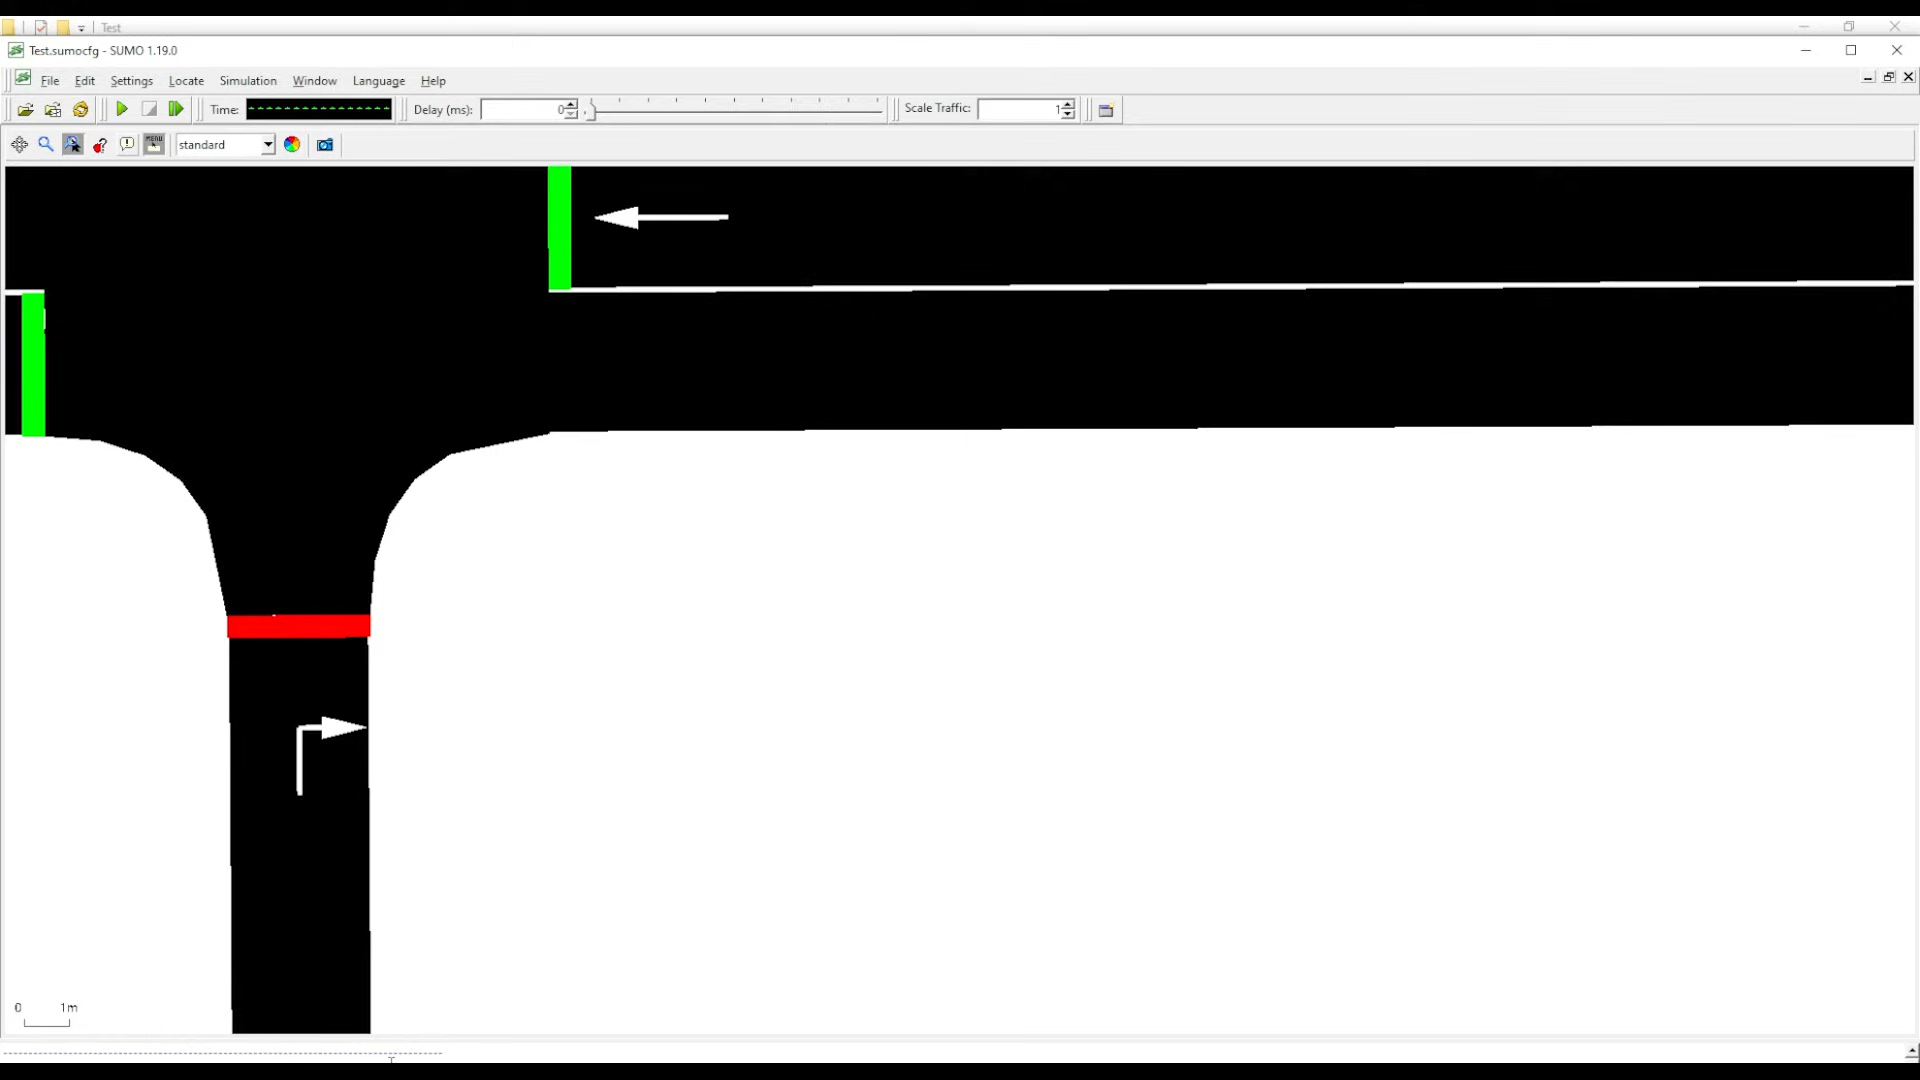 Test
Test.sumocfg - SUMO 1.19.0
File Edit Settings Locate Simulation Window Language Help
Time: Delay (ms): 0 Scale Traffic: 1
MENU standard
0 1m